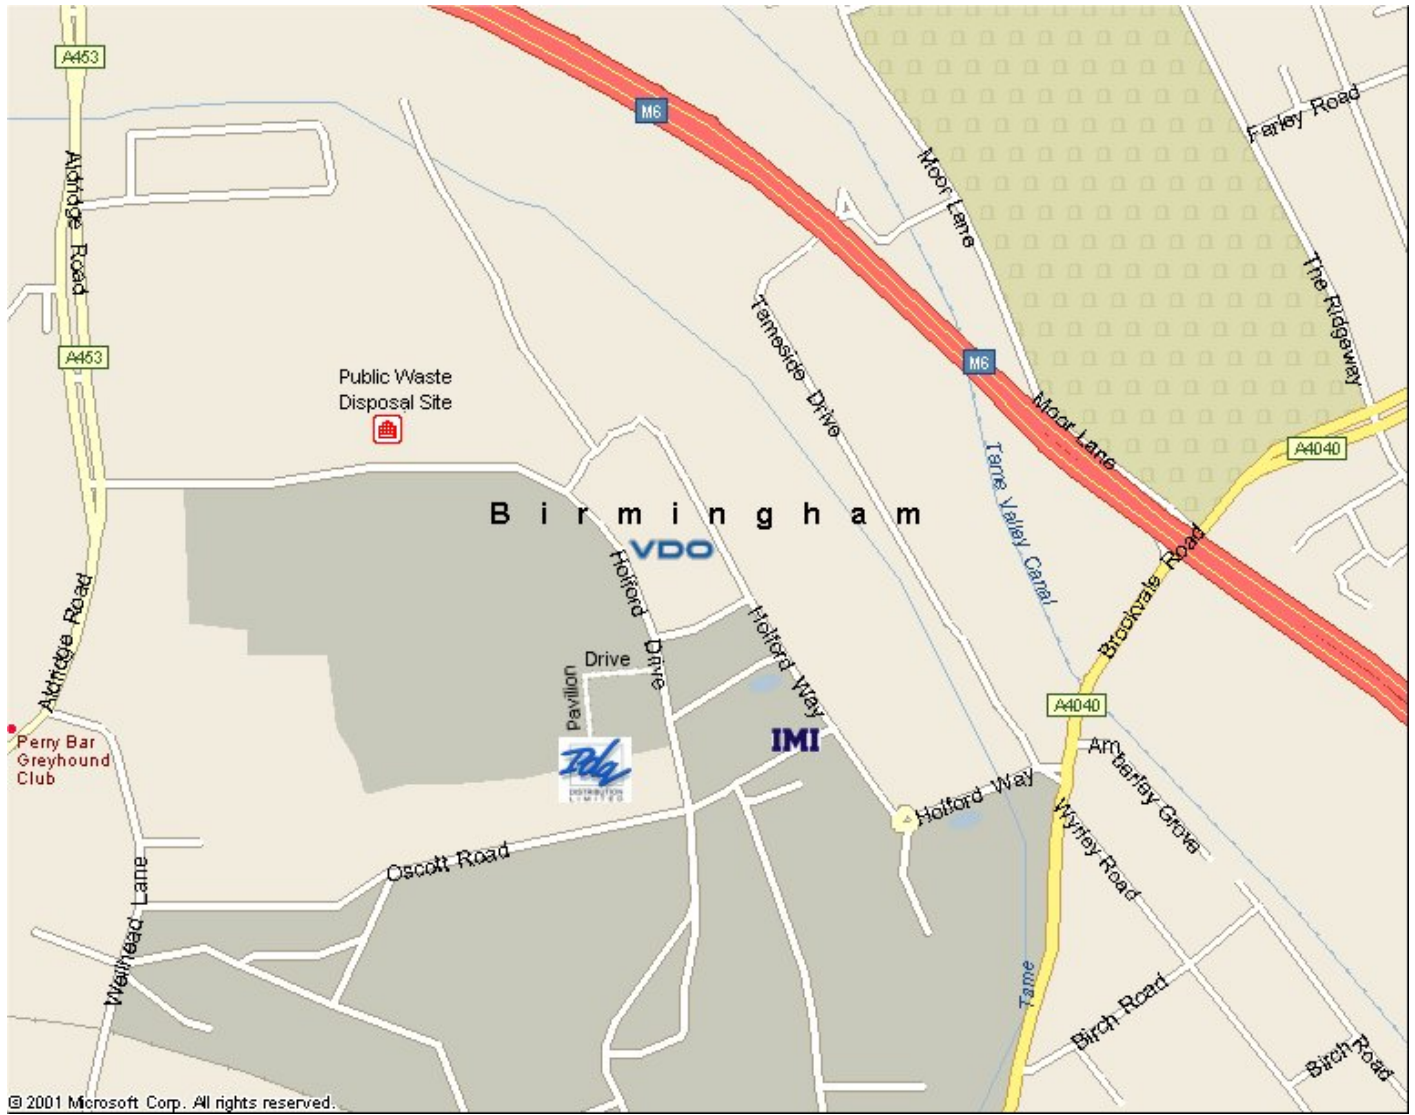 A453
M6
Farley Road
Moor Lane
Aldridge Road
The Ridgeway
Tameside Drive
A453
M6
Public Waste
Disposal Site
Moor Lane
A4040
Tame Valley Canal
Birmingham
VDO
Holford Drive
Brookvale Road
Aldridge Road
Holford Way
Pavilion Drive
A4040
Perry Bar
Greyhound
Club
IMI
Amberley Grove
Pdq
DISTRIBUTION
LIMITED
Holford Way
Wyrley Road
Oscott Road
Wellhead Lane
Tame
Birch Road
Birch Road
© 2001 Microsoft Corp. All rights reserved.